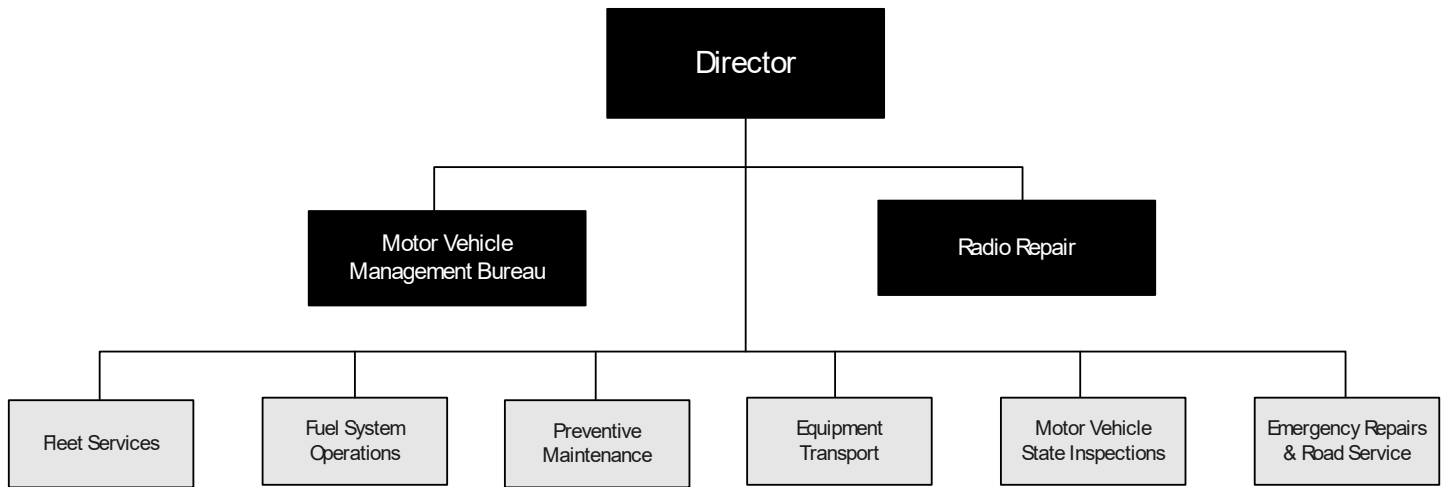 Director
Motor Vehicle
Management Bureau
Radio Repair
Fleet Services
Fuel System
Operations
Preventive
Maintenance
Equipment
Transport
Motor Vehicle
State Inspections
Emergency Repairs
& Road Service